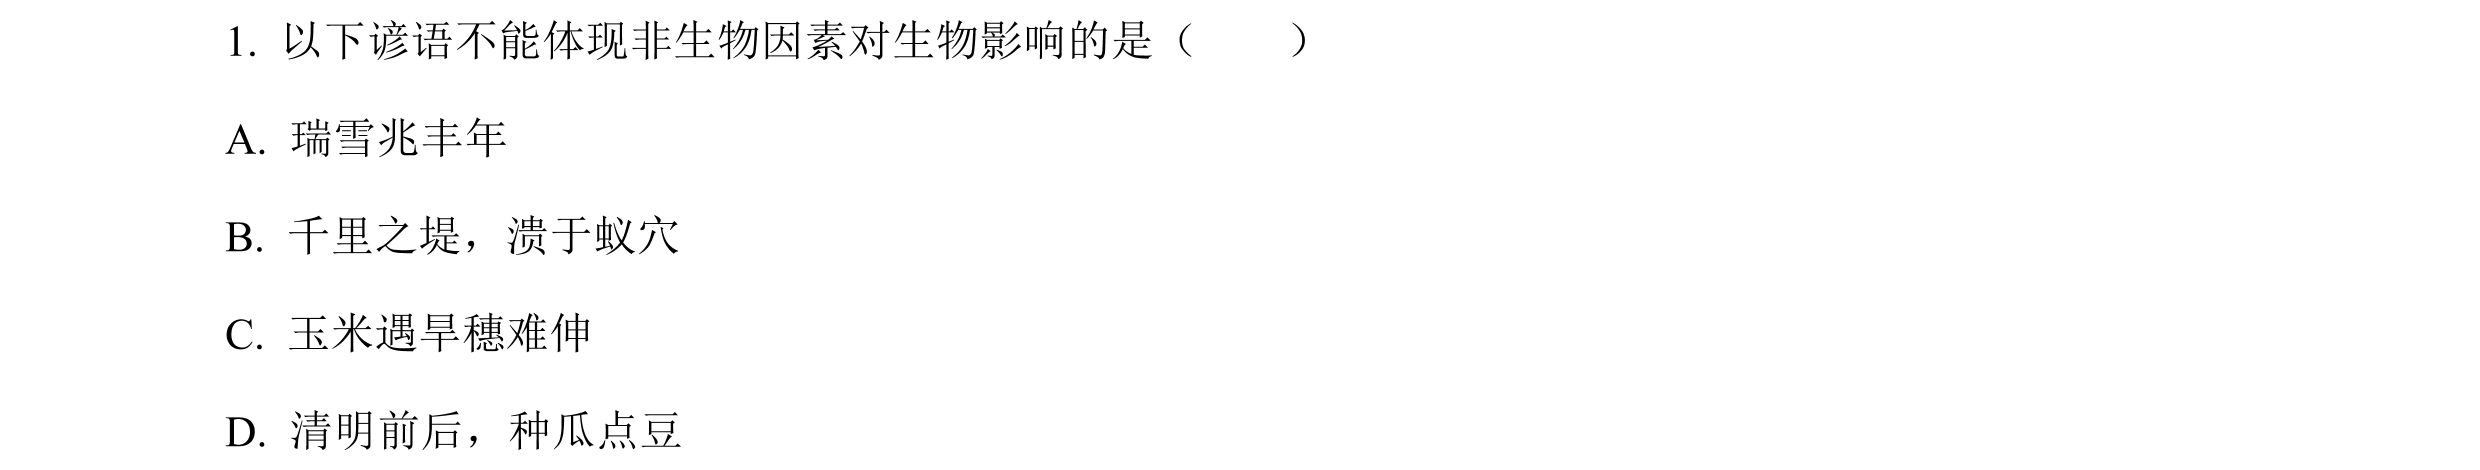 1. 以下谚语不能体现非生物因素对生物影响的是（　　）
A. 瑞雪兆丰年
B. 千里之堤，溃于蚁穴
C. 玉米遇旱穗难伸
D. 清明前后，种瓜点豆